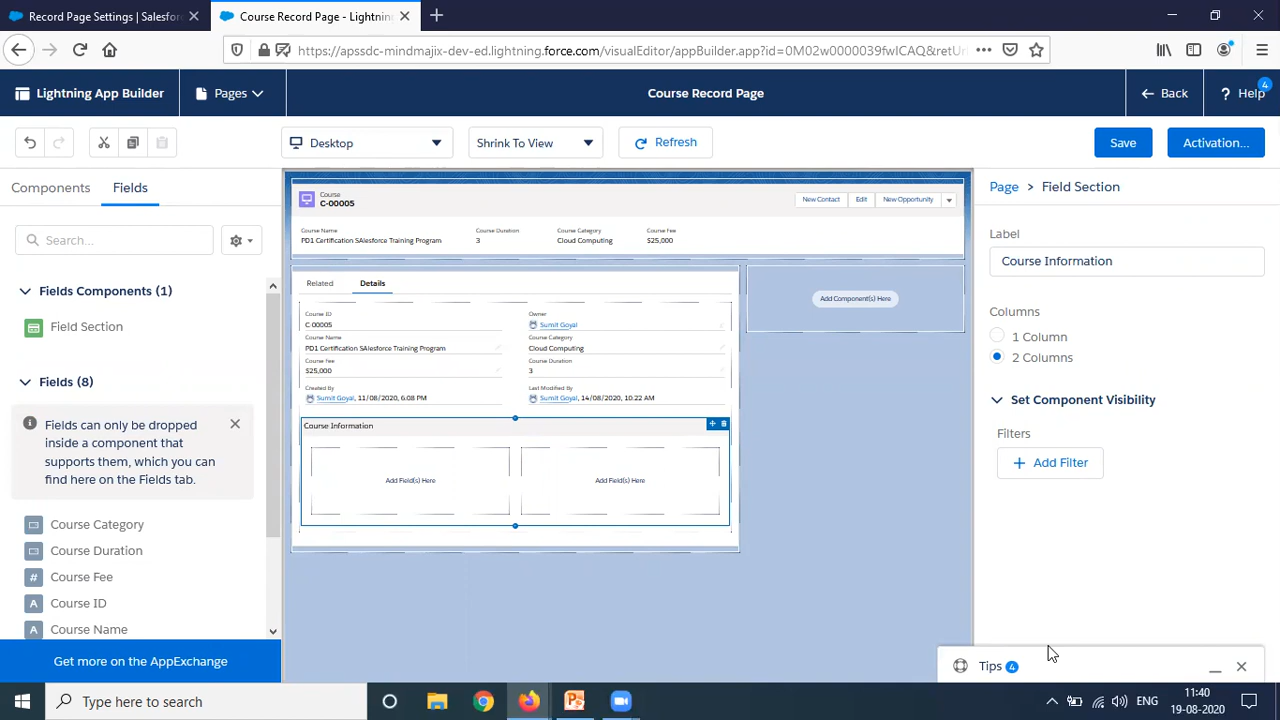 Record Page Settings | Salesfor
Course Record Page - Lightnin
https://apssdc-mindmajix-dev-ed.lightning.force.com/visualEditor/appBuilder.app?id=0M02w0000039fwICAQ&retUr
Lightning App Builder
Pages
Course Record Page
Back
? Help
4
Desktop
Shrink To View
Refresh
Save
Activation...
Components
Fields
Search...
Fields Components (1)
Field Section
Fields (8)
Fields can only be dropped
inside a component that
supports them, which you can
find here on the Fields tab.
Course Category
Course Duration
# Course Fee
A Course ID
A Course Name
Get more on the AppExchange
Course
C-00005
New Contact
Edit
New Opportunity
Course Name
PD1 Certification SAlesforce Training Program
Course Duration
3
Course Category
Cloud Computing
Course Fee
$25,000
Related
Details
Course ID
C-00005
Owner
Sumit Goyal
Course Name
PD1 Certification SAlesforce Training Program
Course Category
Cloud Computing
Course Fee
$25,000
Course Duration
3
Created By
Sumit Goyal, 11/08/2020, 6:08 PM
Last Modified By
Sumit Goyal, 14/08/2020, 10:22 AM
Course Information
Add Field(s) Here
Add Field(s) Here
Add Component(s) Here
Page > Field Section
Label
Course Information
Columns
1 Column
2 Columns
Set Component Visibility
Filters
+ Add Filter
Tips 4
Type here to search
ENG
11:40
19-08-2020